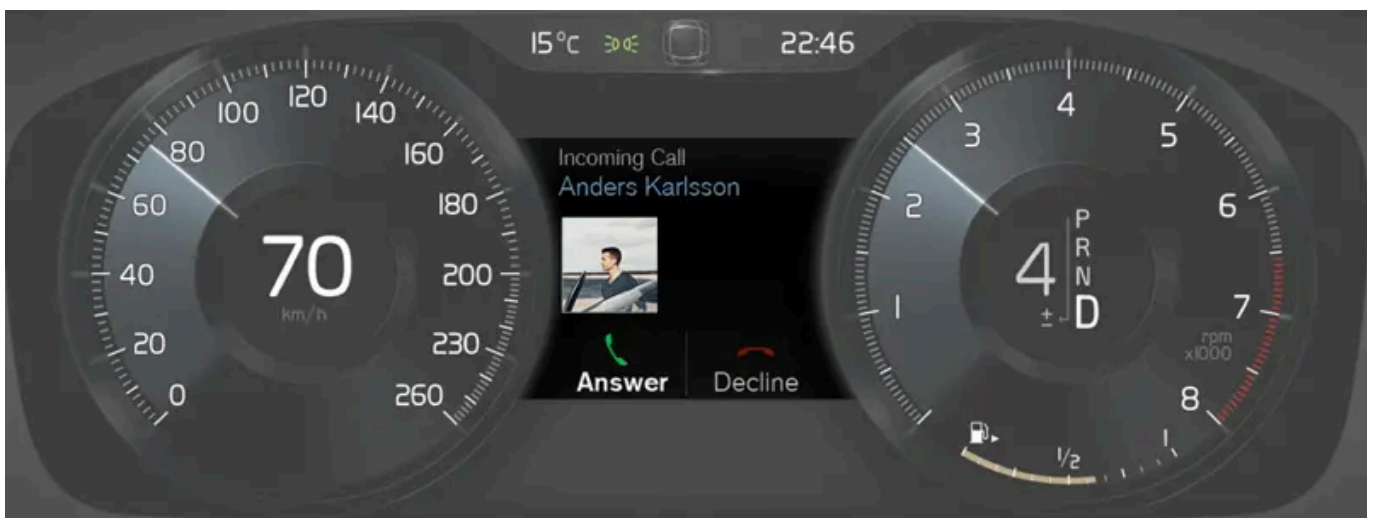 15°C 22:46
0
20
40
60
80
100
120
140
160
180
200
230
260
70
km/h
Incoming Call
Anders Karlsson
Answer Decline
1
2
3
4
5
6
7
8
rpm
x1000
4
±
P
R
N
D
1/2
1